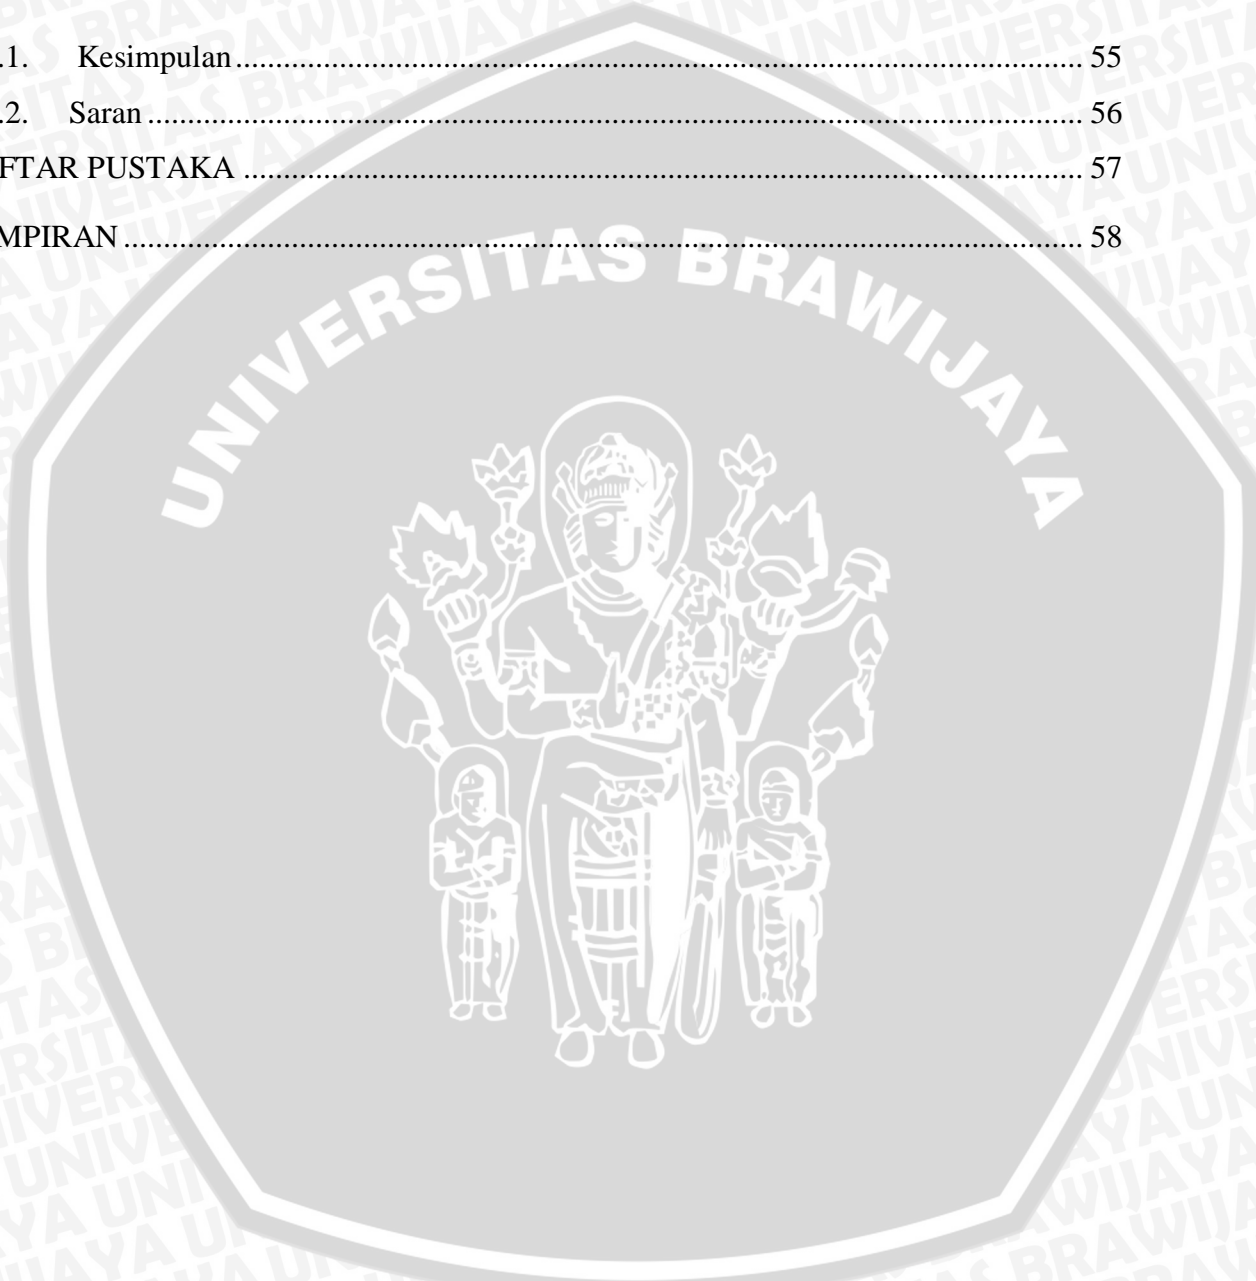 .1. Kesimpulan.......... 55
.2. Saran.......... 56
FTAR PUSTAKA.......... 57
MPIRAN.......... 58
UNIVERSITAS BRAWIJAYA